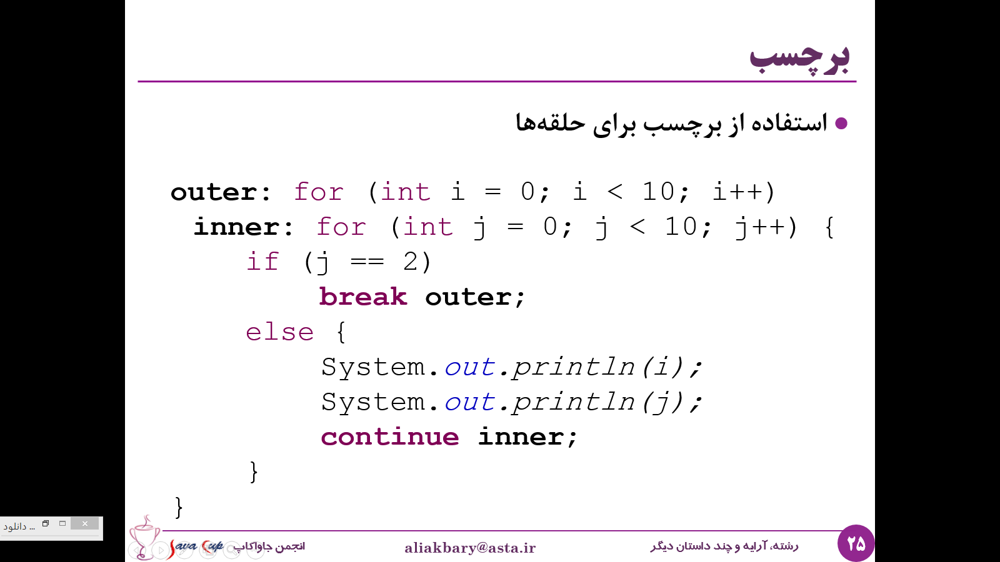 برچسب
استفاده از برچسب برای حلقه‌ها
outer: for (int i = 0; i < 10; i++)
inner: for (int j = 0; j < 10; j++) {
if (j == 2)
break outer;
else {
System.out.println(i);
System.out.println(j);
continue inner;
}
}
دانلود ...
Java Cup
انجمن جاواکاپ
aliakbary@asta.ir
رشته، آرایه و چند داستان دیگر
۲۵